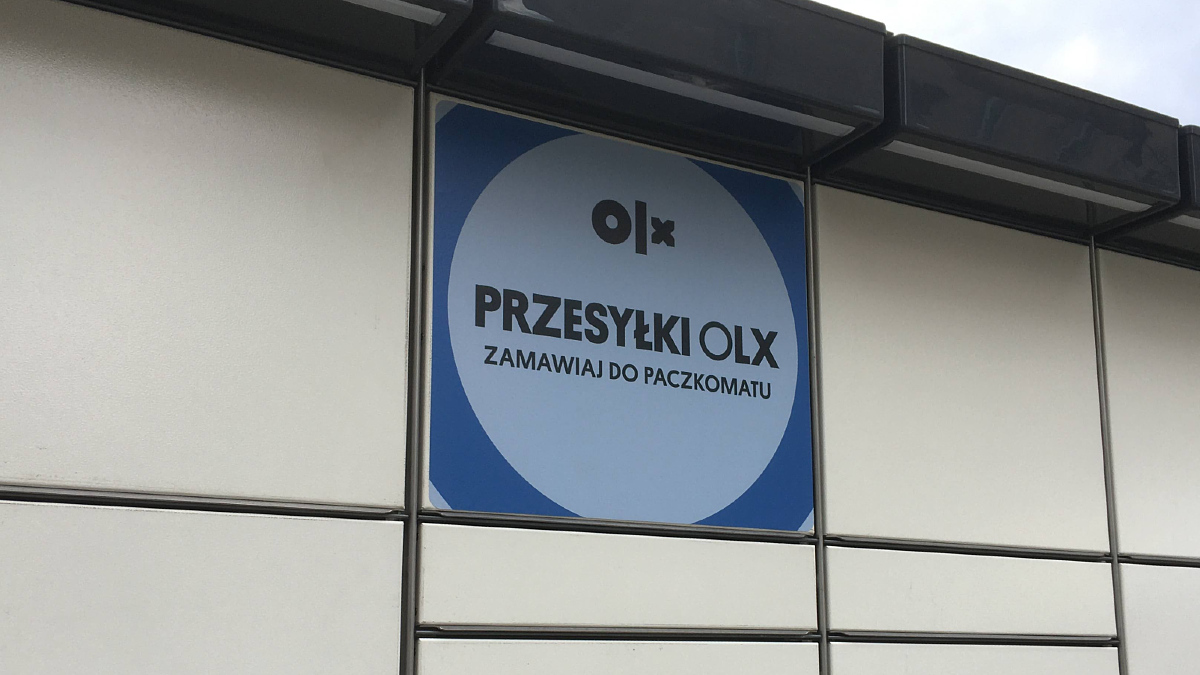 olx
PRZESYŁKI OLX
ZAMAWIAJ DO PACZKOMATU